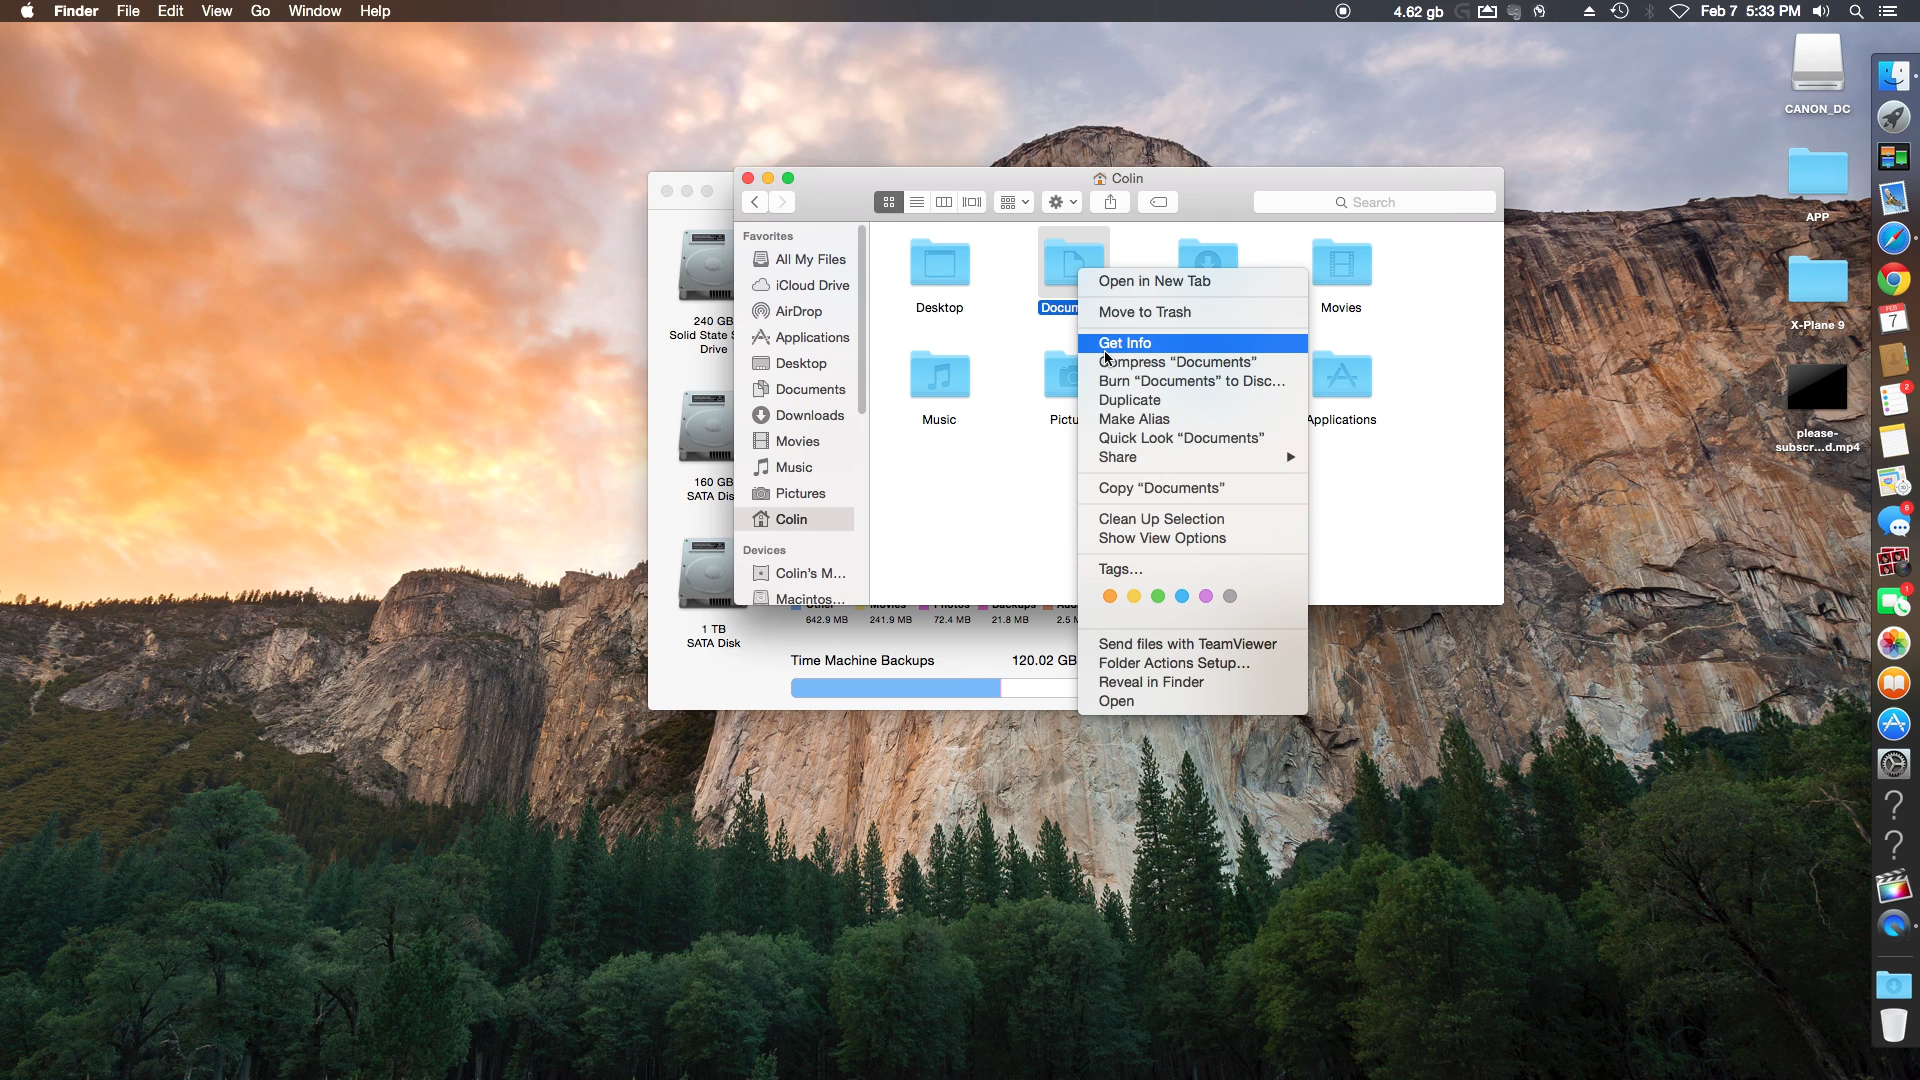 Finder File Edit View Go Window Help
4.62 gb
Feb 7 5:33 PM
CANON_DC
APP
X-Plane 9
please-
subscr...d.mp4
FEB
7
2
6
1
Colin
Search
Favorites
All My Files
iCloud Drive
AirDrop
Applications
Desktop
Documents
Downloads
Movies
Music
Pictures
Colin
Devices
Colin's M...
Macintos...
Desktop
Movies
Music
Applications
Open in New Tab
Move to Trash
Get Info
Compress “Documents”
Burn “Documents” to Disc...
Duplicate
Make Alias
Quick Look “Documents”
Share
Copy “Documents”
Clean Up Selection
Show View Options
Tags...
Send files with TeamViewer
Folder Actions Setup...
Reveal in Finder
Open
240 GB
Solid State
Drive
160 GB
SATA
1 TB
SATA Disk
642.9 MB 241.9 MB 72.4 MB 21.8 MB
Time Machine Backups 120.02 GB